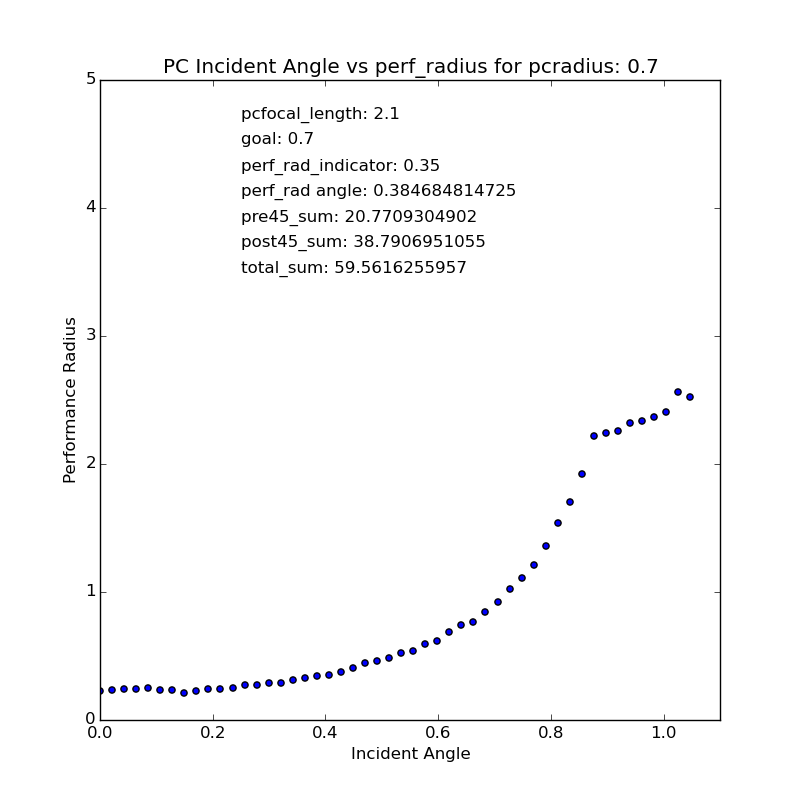 PC Incident Angle vs perf_radius for pcradius: 0.7
5
pcfocal_length: 2.1
goal: 0.7
perf_rad_indicator: 0.35
perf_rad angle: 0.384684814725
4
pre45_sum: 20.7709304902
post45_sum: 38.7906951055
total_sum: 59.5616255957
3
Performance Radius
2
1
0
0.0 0.2 0.4 0.6 0.8 1.0
Incident Angle